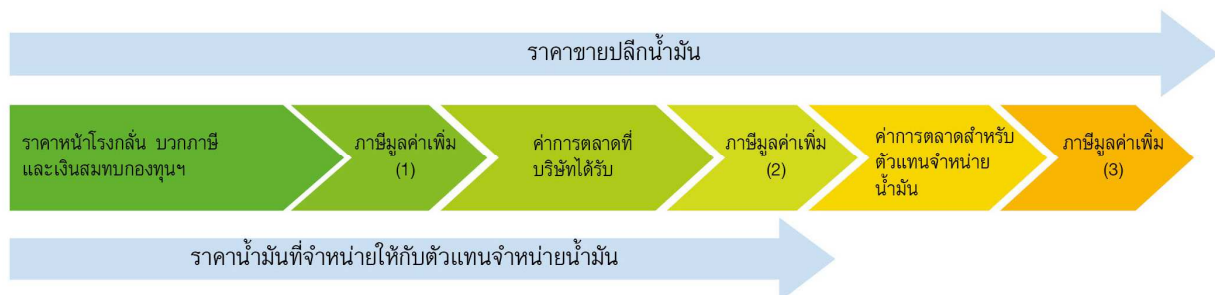 ราคาขายปลีกน้ำมัน
ราคาหน้าโรงกลั่น บวกภาษี
และเงินสมทบกองทุนฯ
ภาษีมูลค่าเพิ่ม
(1)
ค่าการตลาดที่
บริษัทได้รับ
ภาษีมูลค่าเพิ่ม
(2)
ค่าการตลาดสำหรับ
ตัวแทนจำหน่าย
น้ำมัน
ภาษีมูลค่าเพิ่ม
(3)
ราคาน้ำมันที่จำหน่ายให้กับตัวแทนจำหน่ายน้ำมัน